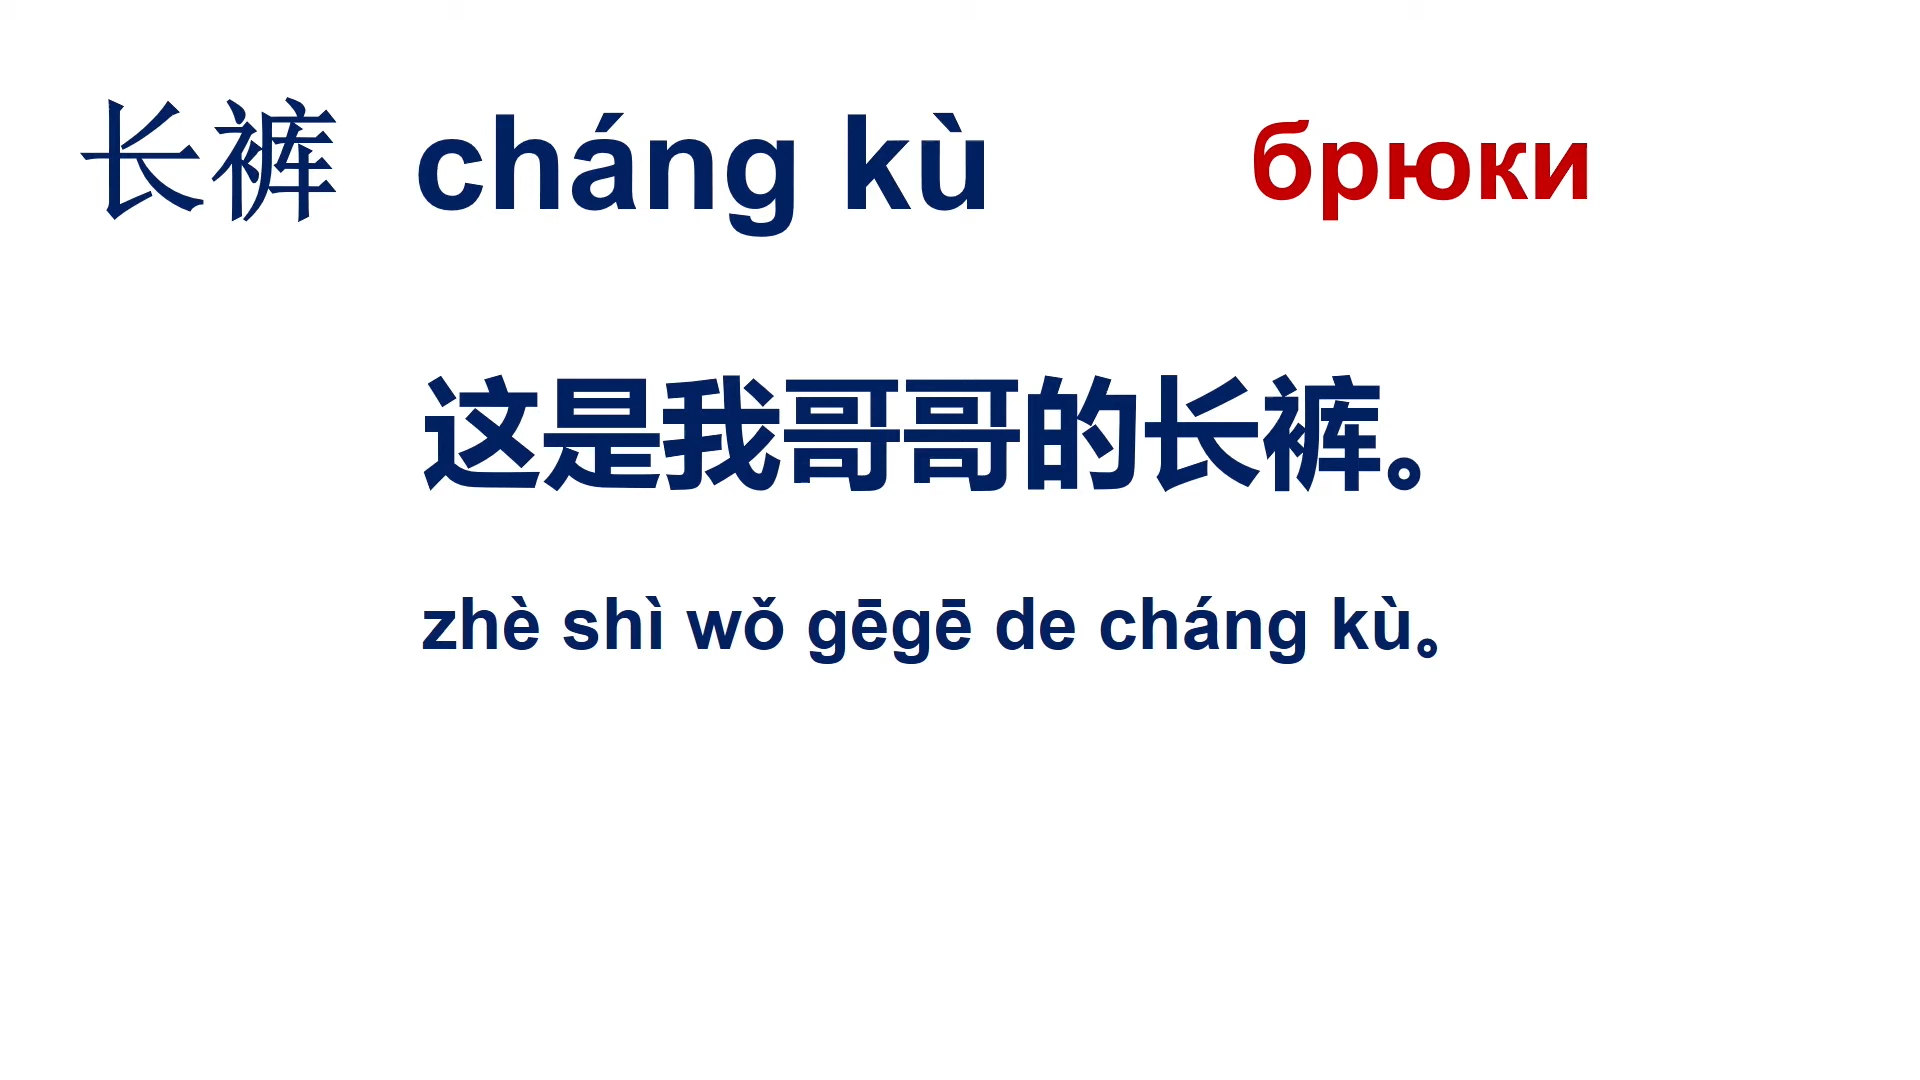 长裤 cháng kù брюки
这是我哥哥的长裤。
zhè shì wǒ gēgē de cháng kù。